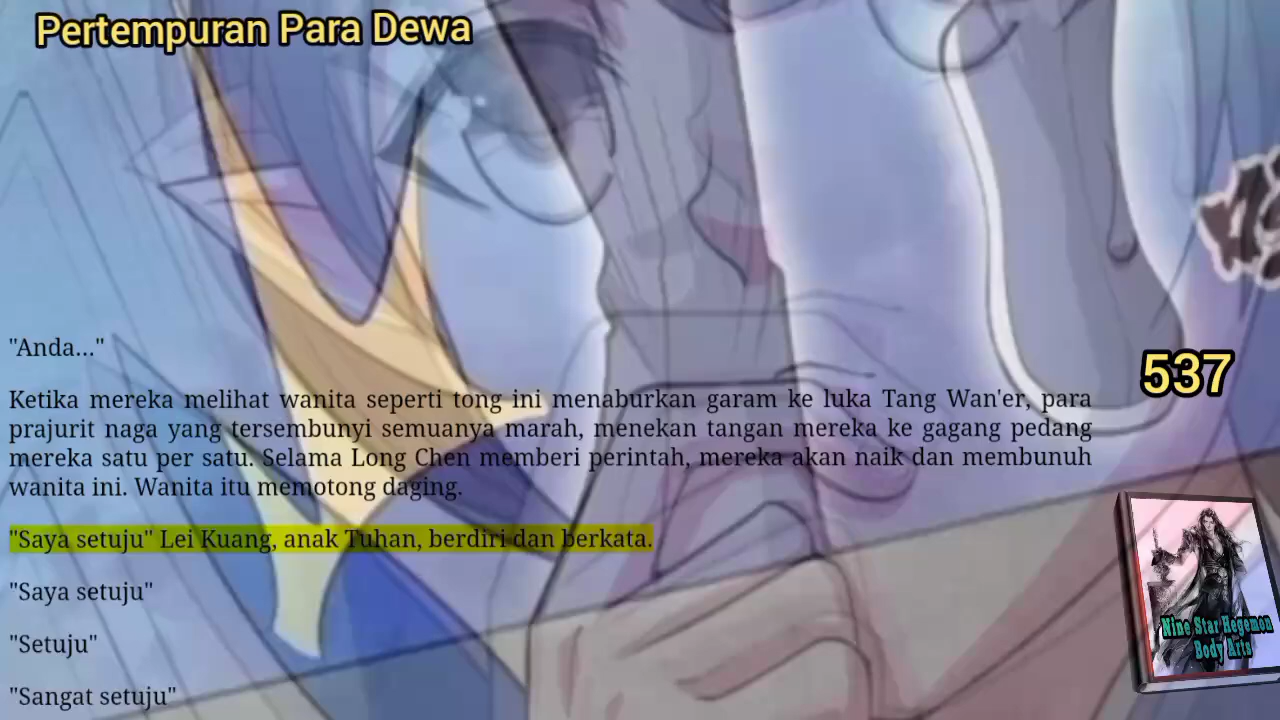 Pertempuran Para Dewa
"Anda..."
Ketika mereka melihat wanita seperti tong ini menaburkan garam ke luka Tang Wan'er, para
prajurit naga yang tersembunyi semuanya marah, menekan tangan mereka ke gagang pedang
mereka satu per satu. Selama Long Chen memberi perintah, mereka akan naik dan membunuh
wanita ini. Wanita itu memotong daging.
"Saya setuju" Lei Kuang, anak Tuhan, berdiri dan berkata.
"Saya setuju"
"Setuju"
"Sangat setuju"
537
Nine Star Hegemon
Body Arts